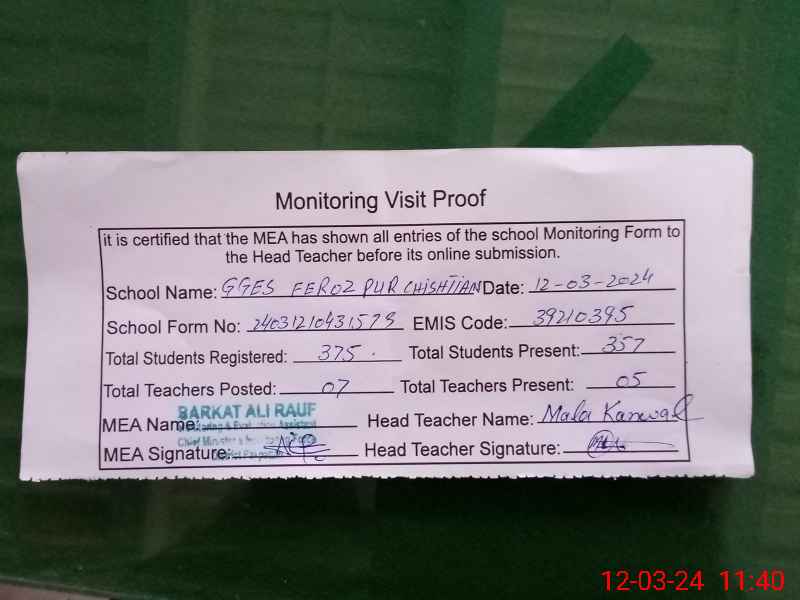 Monitoring Visit Proof
it is certified that the MEA has shown all entries of the school Monitoring Form to
the Head Teacher before its online submission.
School Name: GGES FEROZ PUR CHISHTIAN Date: 12-03-2024
School Form No: 24031210431579 EMIS Code: 39210395
Total Students Registered: 375 Total Students Present: 357
Total Teachers Posted: 07 Total Teachers Present: 05
BARKAT ALI RAUF
MEA Name: Head Teacher Name: Mala Kanwal
Monitoring & Evaluation Assistant
MEA Signature: Head Teacher Signature:
12-03-24 11:40